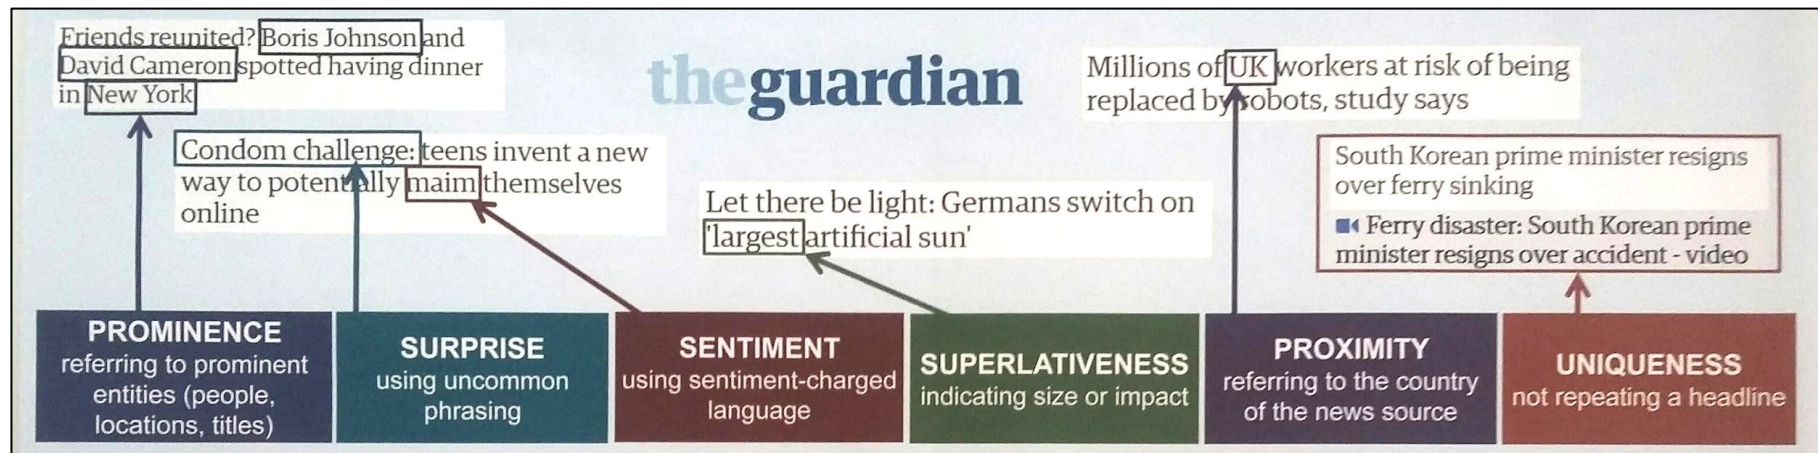 Friends reunited? Boris Johnson and
David Cameron spotted having dinner
in New York
Condom challenge: teens invent a new
way to potentially maim themselves
online
theguardian
Let there be light: Germans switch on
'largest artificial sun'
Millions of UK workers at risk of being
replaced by robots, study says
South Korean prime minister resigns
over ferry sinking
Ferry disaster: South Korean prime
minister resigns over accident - video
PROMINENCE
referring to prominent
entities (people,
locations, titles)
SURPRISE
using uncommon
phrasing
SENTIMENT
using sentiment-charged
language
SUPERLATIVENESS
indicating size or impact
PROXIMITY
referring to the country
of the news source
UNIQUENESS
not repeating a headline